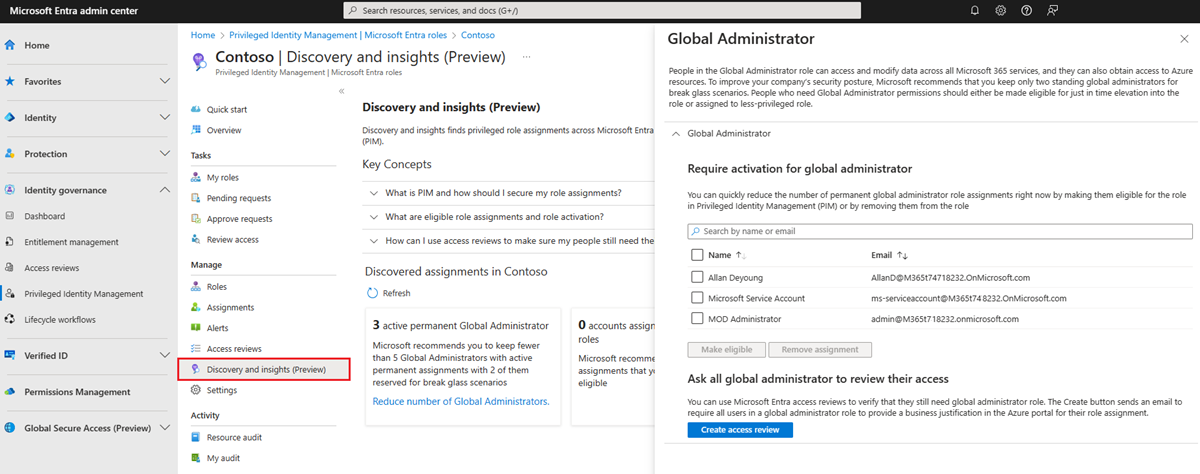 Microsoft Entra admin center
Search resources, services, and docs (G+/)
Home
Favorites
Identity
Protection
Identity governance
Dashboard
Entitlement management
Access reviews
Privileged Identity Management
Lifecycle workflows
Verified ID
Permissions Management
Global Secure Access (Preview)
Home > Privileged Identity Management | Microsoft Entra roles > Contoso
Contoso | Discovery and insights (Preview) ...
Privileged Identity Management | Microsoft Entra roles
«
Quick start
Overview
Tasks
My roles
Pending requests
Approve requests
Review access
Manage
Roles
Assignments
Alerts
Access reviews
Discovery and insights (Preview)
Settings
Activity
Resource audit
My audit
Discovery and insights (Preview)
Discovery and insights finds privileged role assignments across Microsoft Entra
(PIM).
Key Concepts
What is PIM and how should I secure my role assignments?
What are eligible role assignments and role activation?
How can I use access reviews to make sure my people still need the
Discovered assignments in Contoso
Refresh
3 active permanent Global Administrator
Microsoft recommends you to keep fewer
than 5 Global Administrators with active
permanent assignments with 2 of them
reserved for break glass scenarios
Reduce number of Global Administrators.
0 accounts assig
roles
Microsoft recomme
assignments that y
eligible
Global Administrator
People in the Global Administrator role can access and modify data across all Microsoft 365 services, and they can also obtain access to Azure
resources. To improve your company's security posture, Microsoft recommends that you keep only two standing global administrators for
break glass scenarios. People who need Global Administrator permissions should either be made eligible for just in time elevation into the
role or assigned to less-privileged role.
Global Administrator
Require activation for global administrator
You can quickly reduce the number of permanent global administrator role assignments right now by making them eligible for the role
in Privileged Identity Management (PIM) or by removing them from the role
Search by name or email
Name ↑↓ Email ↑↓
Allan Deyoung AllanD@M365t74718232.OnMicrosoft.com
Microsoft Service Account ms-serviceaccount@M365t748232.OnMicrosoft.com
MOD Administrator admin@M365t718232.onmicrosoft.com
Make eligible Remove assignment
Ask all global administrator to review their access
You can use Microsoft Entra access reviews to verify that they still need global administrator role. The Create button sends an email to
require all users in a global administrator role to provide a business justification in the Azure portal for their role assignment.
Create access review